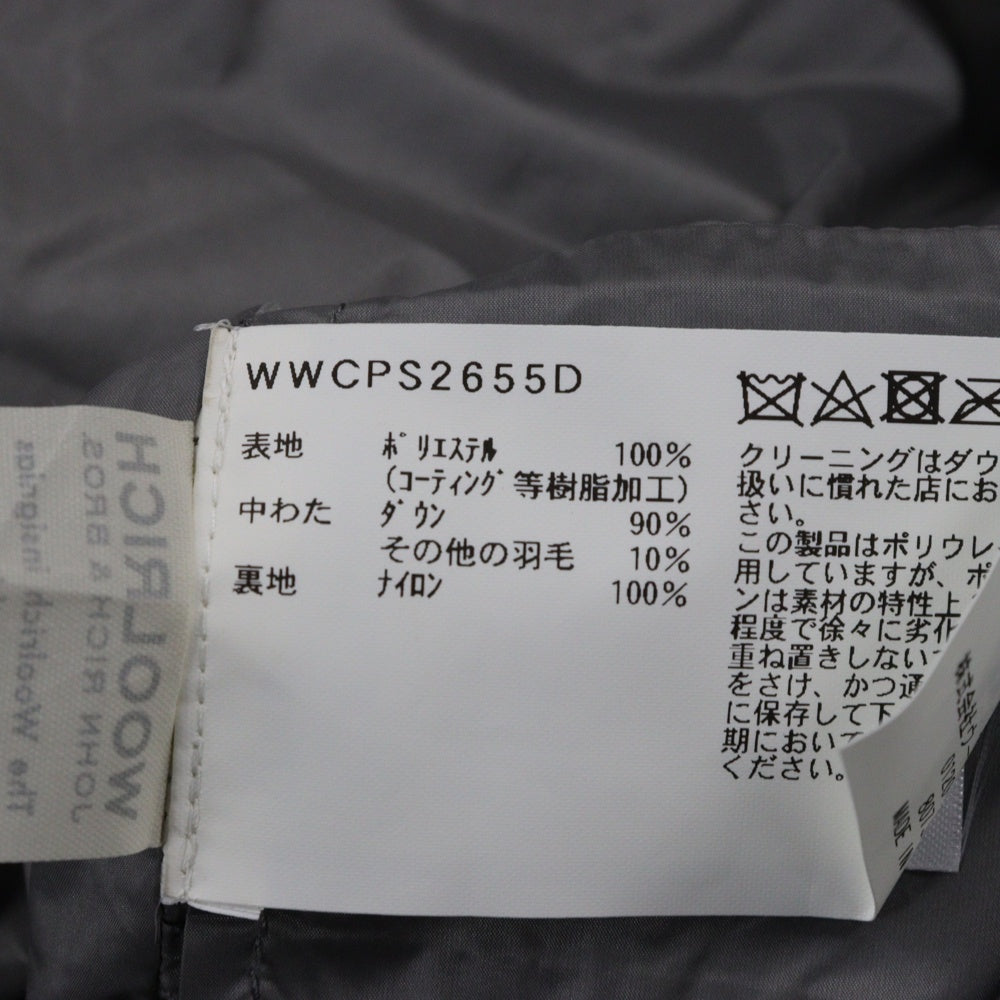 WWCPS2655D
表地 ポリエステル 100%
(コーティング等樹脂加工)
中わた ダウン 90%
その他の羽毛 10%
裏地 ナイロン 100%
クリーニングはダウ
扱いに慣れた店にお
さい。
この製品はポリウレ
用していますが、ポ
ンは素材の特性上
程度で徐々に劣化
重ね置きしない
をさけ、かつ通
に保存して下
期において
ください。
WOOLRICH
JOHN RICH & BROS.
The Woolrich insignias
0120
807
MADE IN